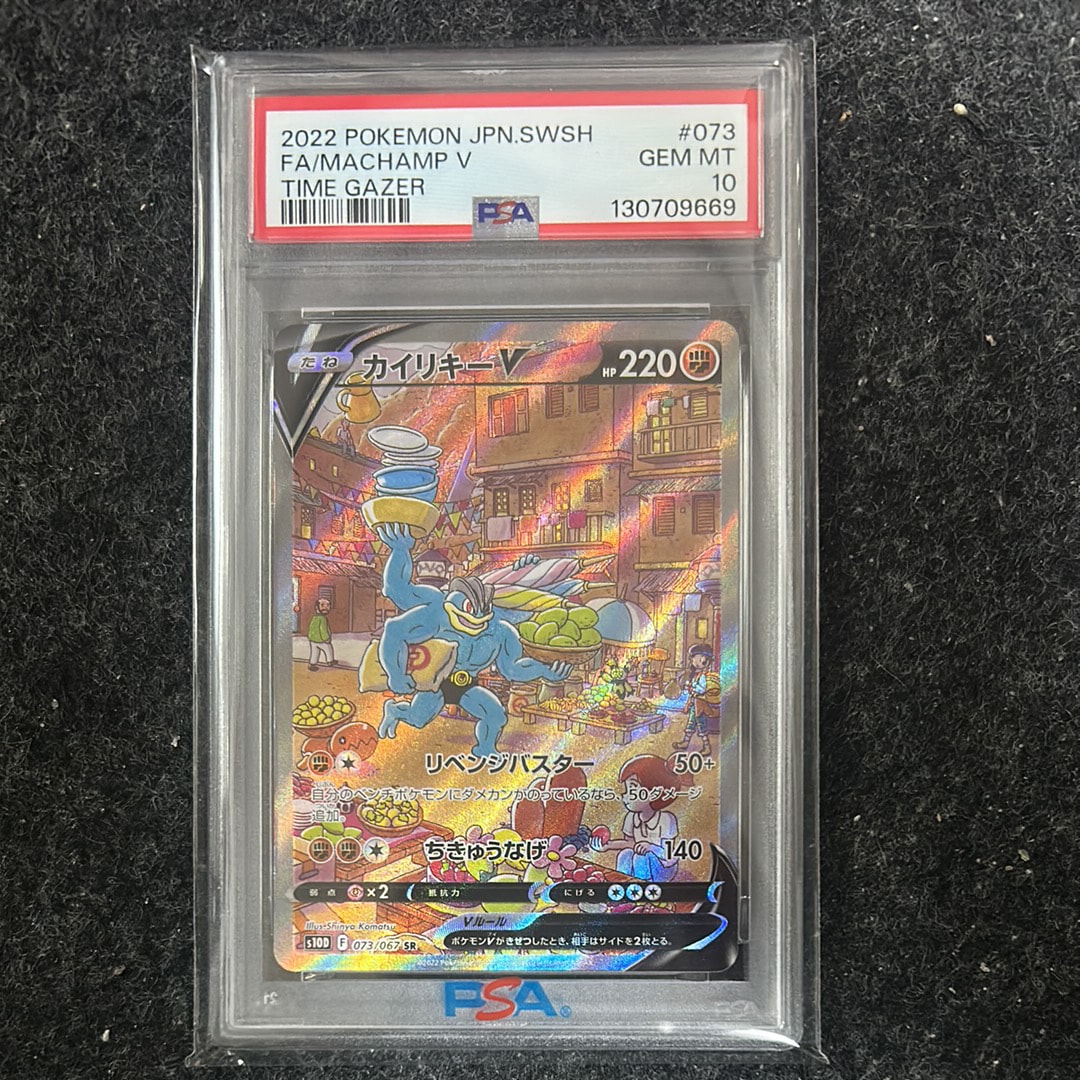 2022 POKEMON JPN.SWSH #073
FA/MACHAMP V GEM MT
TIME GAZER 10
PSA 130709669
たね カイリキーV HP 220
リベンジバスター 50+
自分のベンチポケモンにダメカンがのっているなら、50ダメージ
追加。
ちきゅうなげ 140
弱点 ×2 抵抗力 にげる
Vルール
Illus. Shinya Komatsu
ポケモンVがきぜつしたとき、相手はサイドを2枚とる。
s10D F 073/067 SR
PSA®